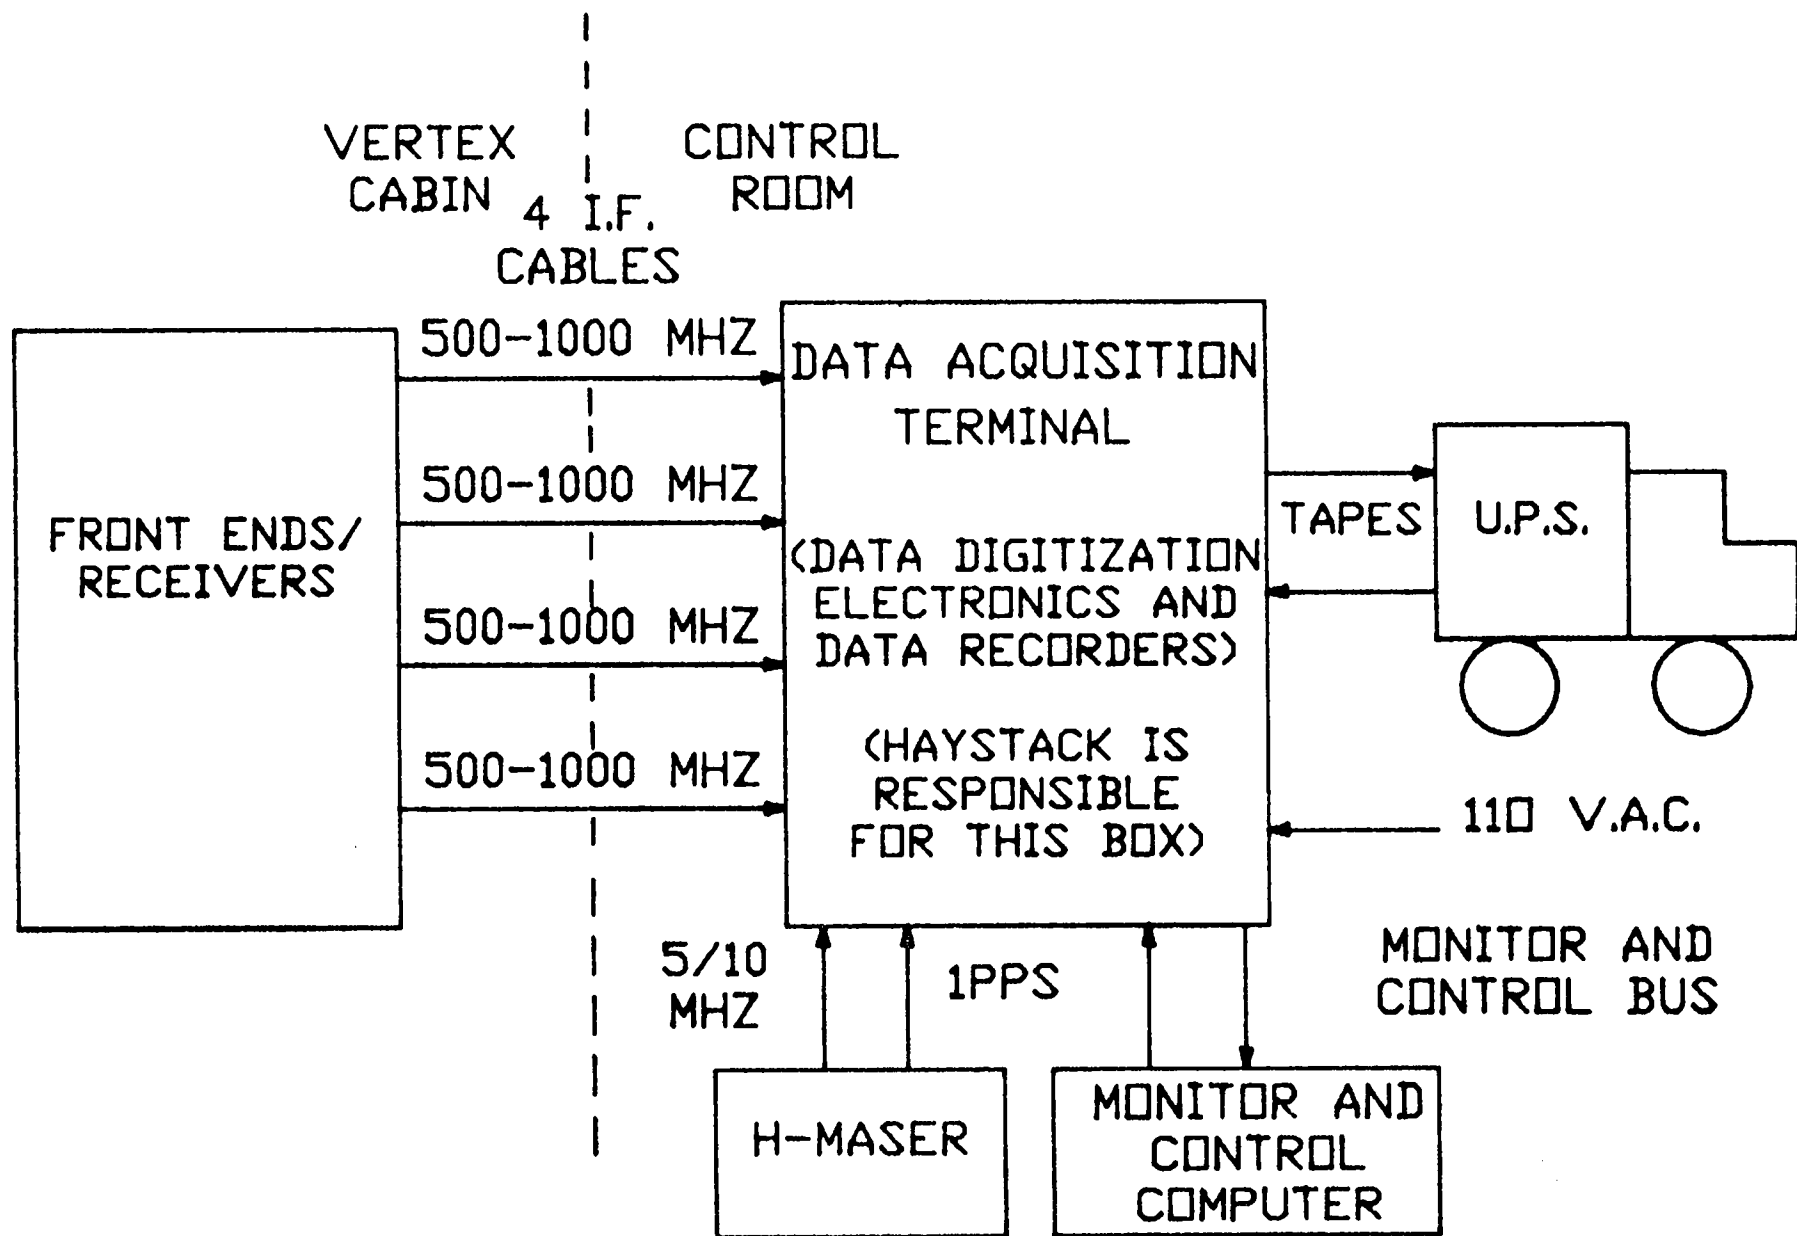 VERTEX
CABIN
CONTROL
ROOM
4 I.F.
CABLES
500-1000 MHZ
500-1000 MHZ
500-1000 MHZ
500-1000 MHZ
FRONT ENDS/
RECEIVERS
DATA ACQUISITION
TERMINAL
(DATA DIGITIZATION
ELECTRONICS AND
DATA RECORDERS)
(HAYSTACK IS
RESPONSIBLE
FOR THIS BOX)
TAPES
U.P.S.
110 V.A.C.
MONITOR AND
CONTROL BUS
5/10
MHZ
1PPS
H-MASER
MONITOR AND
CONTROL
COMPUTER